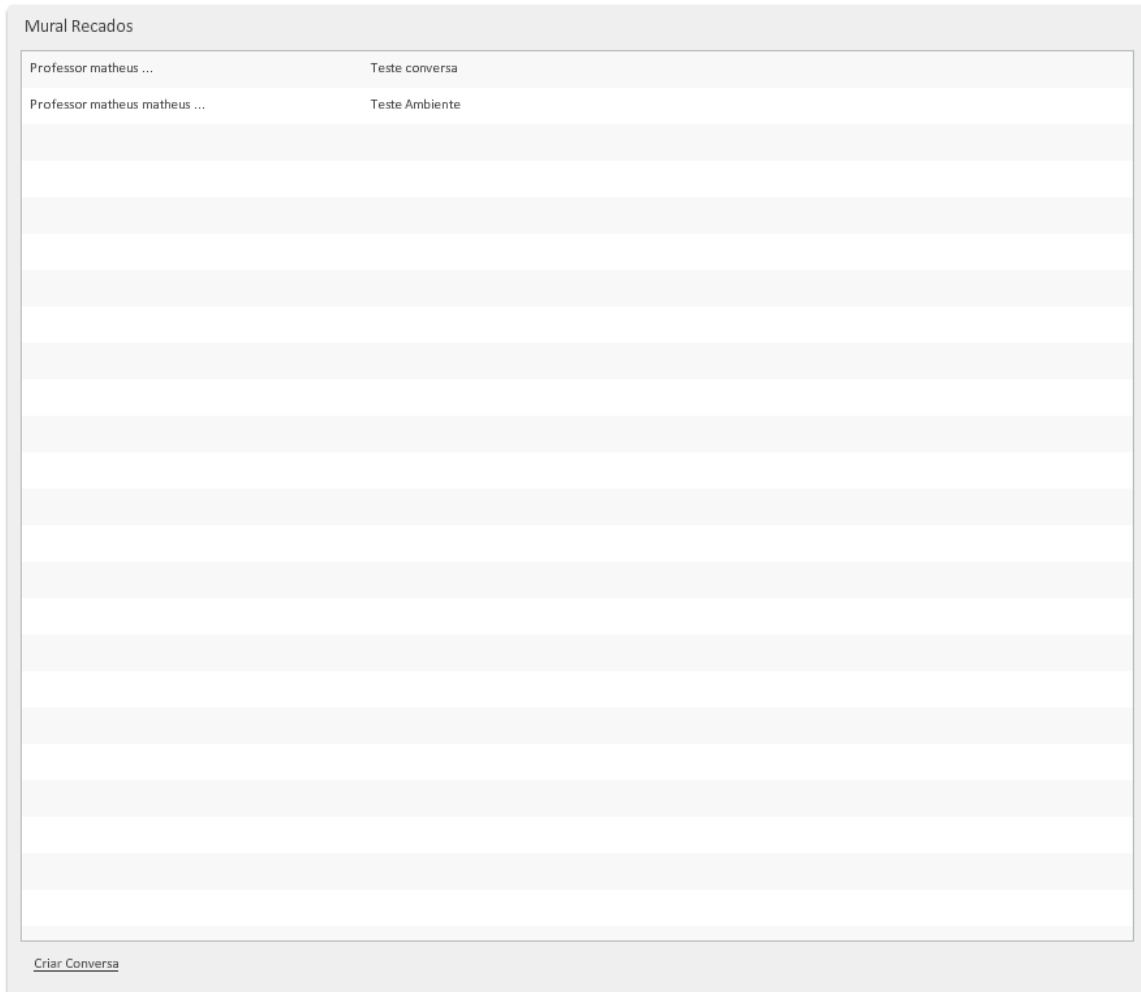 Mural Recados
Professor matheus ... Teste conversa
Professor matheus matheus ... Teste Ambiente
Criar Conversa